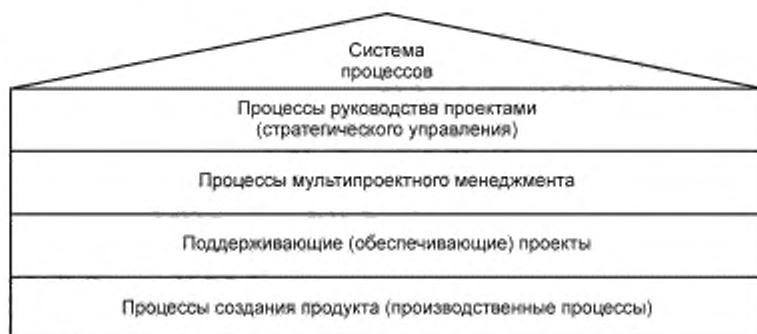 Система
процессов
Процессы руководства проектами
(стратегического управления)
Процессы мультипроектного менеджмента
Поддерживающие (обеспечивающие) проекты
Процессы создания продукта (производственные процессы)